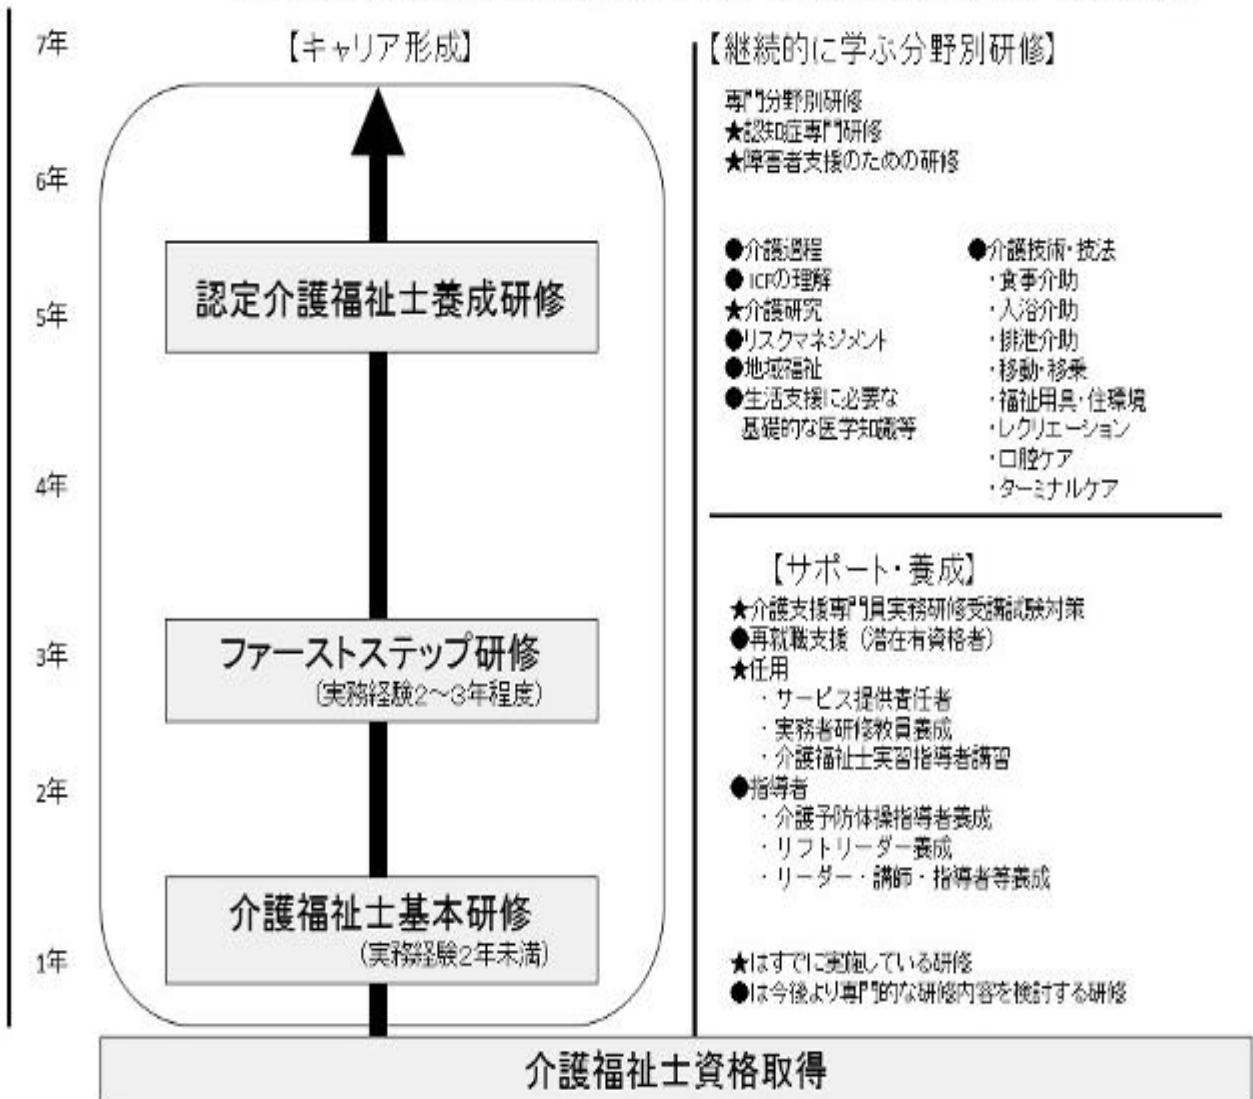 7年
6年
5年
4年
3年
2年
1年
【キャリア形成】
認定介護福祉士養成研修
ファーストステップ研修
(実務経験2～3年程度)
介護福祉士基本研修
(実務経験2年未満)
【継続的に学ぶ分野別研修】
専門分野別研修
★認知症専門研修
★障害者支援のための研修
●介護過程
●ICFの理解
★介護研究
●リスクマネジメント
●地域福祉
●生活支援に必要な
基礎的な医学知識等
●介護技術・技法
・食事介助
・入浴介助
・排泄介助
・移動・移乗
・福祉用具・住環境
・レクリエーション
・口腔ケア
・ターミナルケア
【サポート・養成】
★介護支援専門員実務研修受講試験対策
●再就職支援（潜在有資格者）
★任用
・サービス提供責任者
・実務者研修教員養成
・介護福祉士実習指導者講習
●指導者
・介護予防体操指導者養成
・リフトリーダー養成
・リーダー・講師・指導者等養成
★はすでに実施している研修
●は今後より専門的な研修内容を検討する研修
介護福祉士資格取得